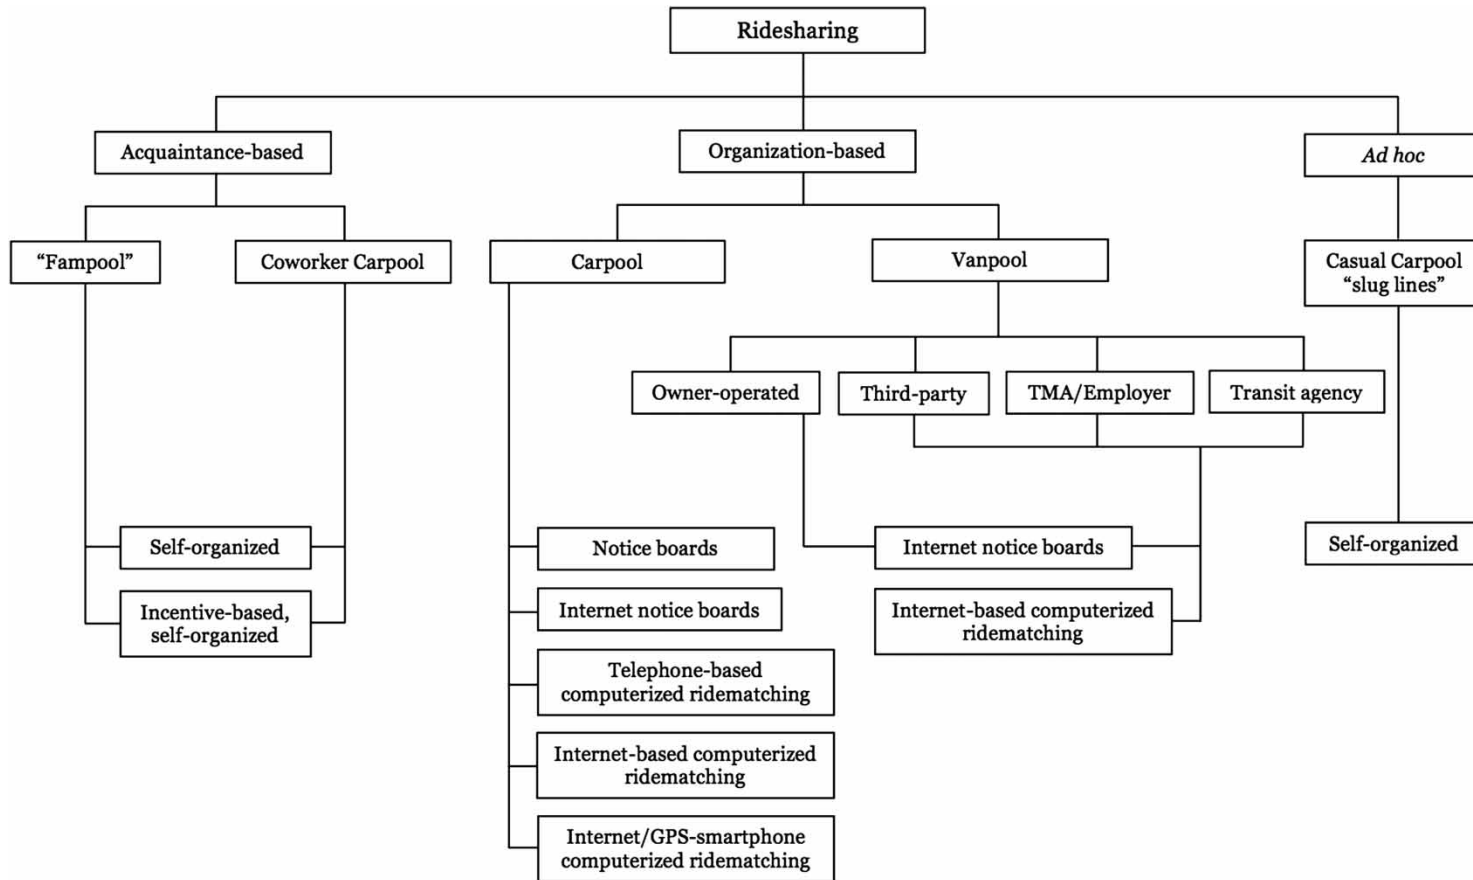 Ridesharing
Acquaintance-based
Organization-based
Ad hoc
“Fampool”
Coworker Carpool
Carpool
Vanpool
Casual Carpool
“slug lines”
Owner-operated
Third-party
TMA/Employer
Transit agency
Self-organized
Notice boards
Internet notice boards
Self-organized
Incentive-based,
self-organized
Internet notice boards
Internet-based computerized
ridematching
Telephone-based
computerized ridematching
Internet-based computerized
ridematching
Internet/GPS-smartphone
computerized ridematching